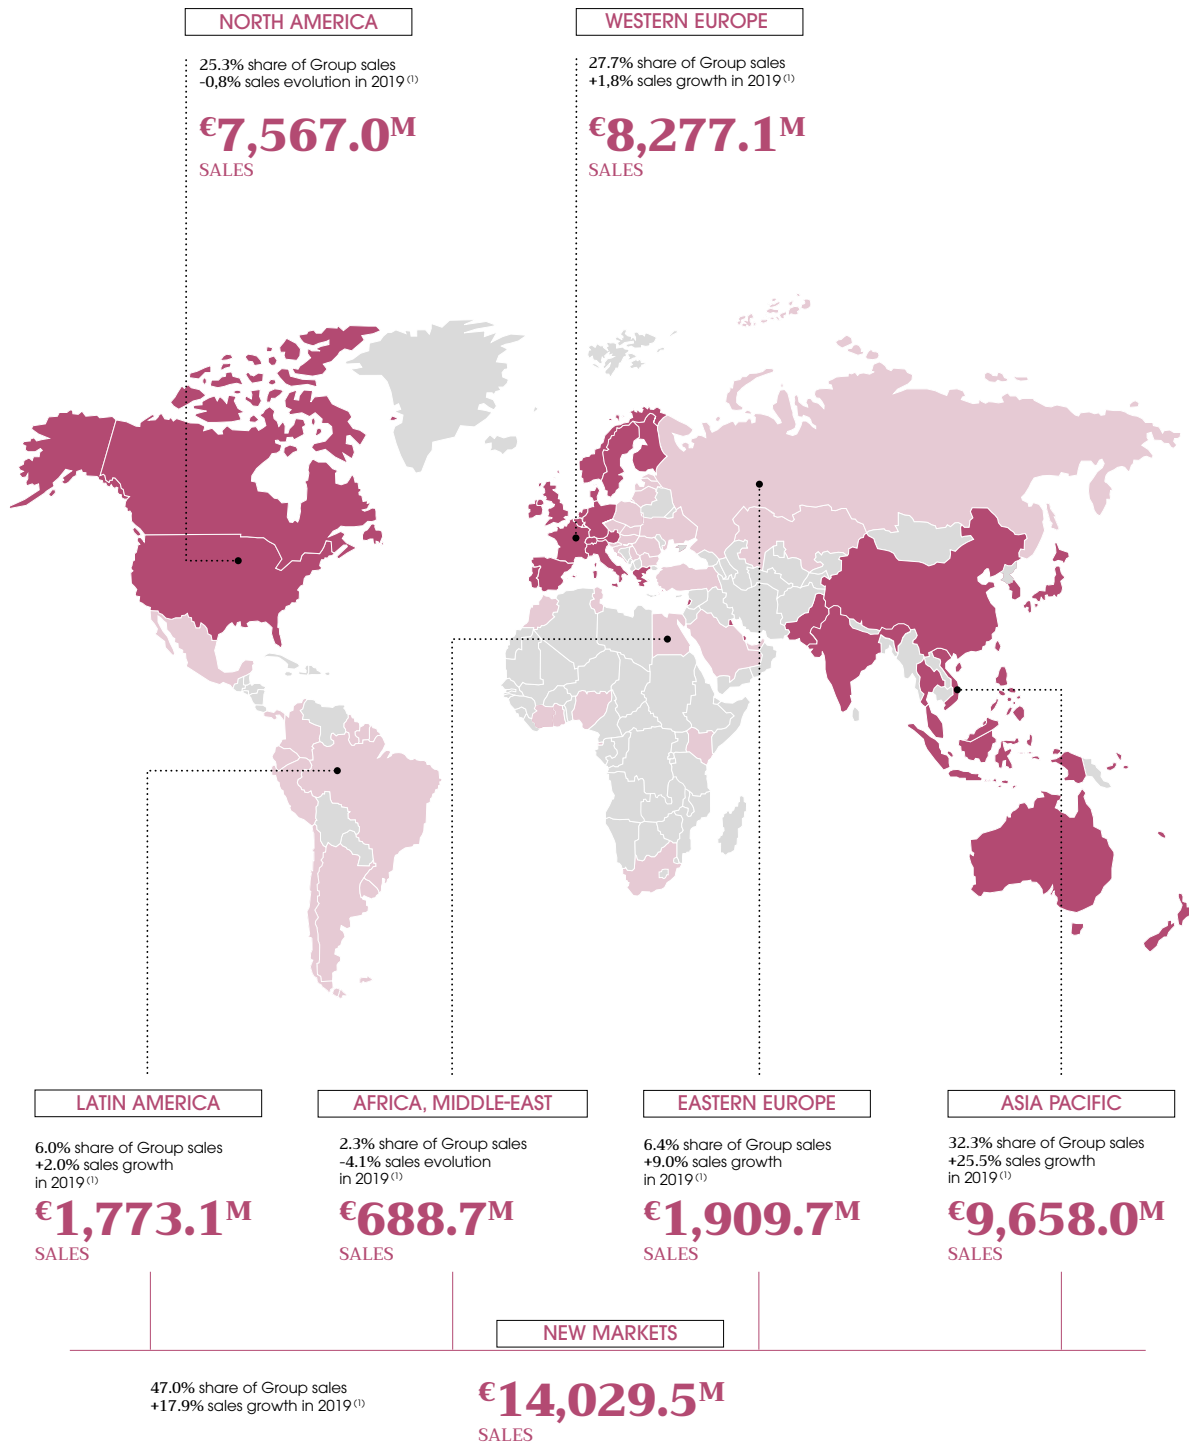 NORTH AMERICA
25.3% share of Group sales
-0,8% sales evolution in 2019 (1)
€7,567.0M
SALES
WESTERN EUROPE
27.7% share of Group sales
+1,8% sales growth in 2019 (1)
€8,277.1M
SALES
LATIN AMERICA
6.0% share of Group sales
+2.0% sales growth
in 2019 (1)
€1,773.1M
SALES
AFRICA, MIDDLE-EAST
2.3% share of Group sales
-4.1% sales evolution
in 2019 (1)
€688.7M
SALES
EASTERN EUROPE
6.4% share of Group sales
+9.0% sales growth
in 2019 (1)
€1,909.7M
SALES
ASIA PACIFIC
32.3% share of Group sales
+25.5% sales growth
in 2019 (1)
€9,658.0M
SALES
NEW MARKETS
47.0% share of Group sales
+17.9% sales growth in 2019 (1)
€14,029.5M
SALES